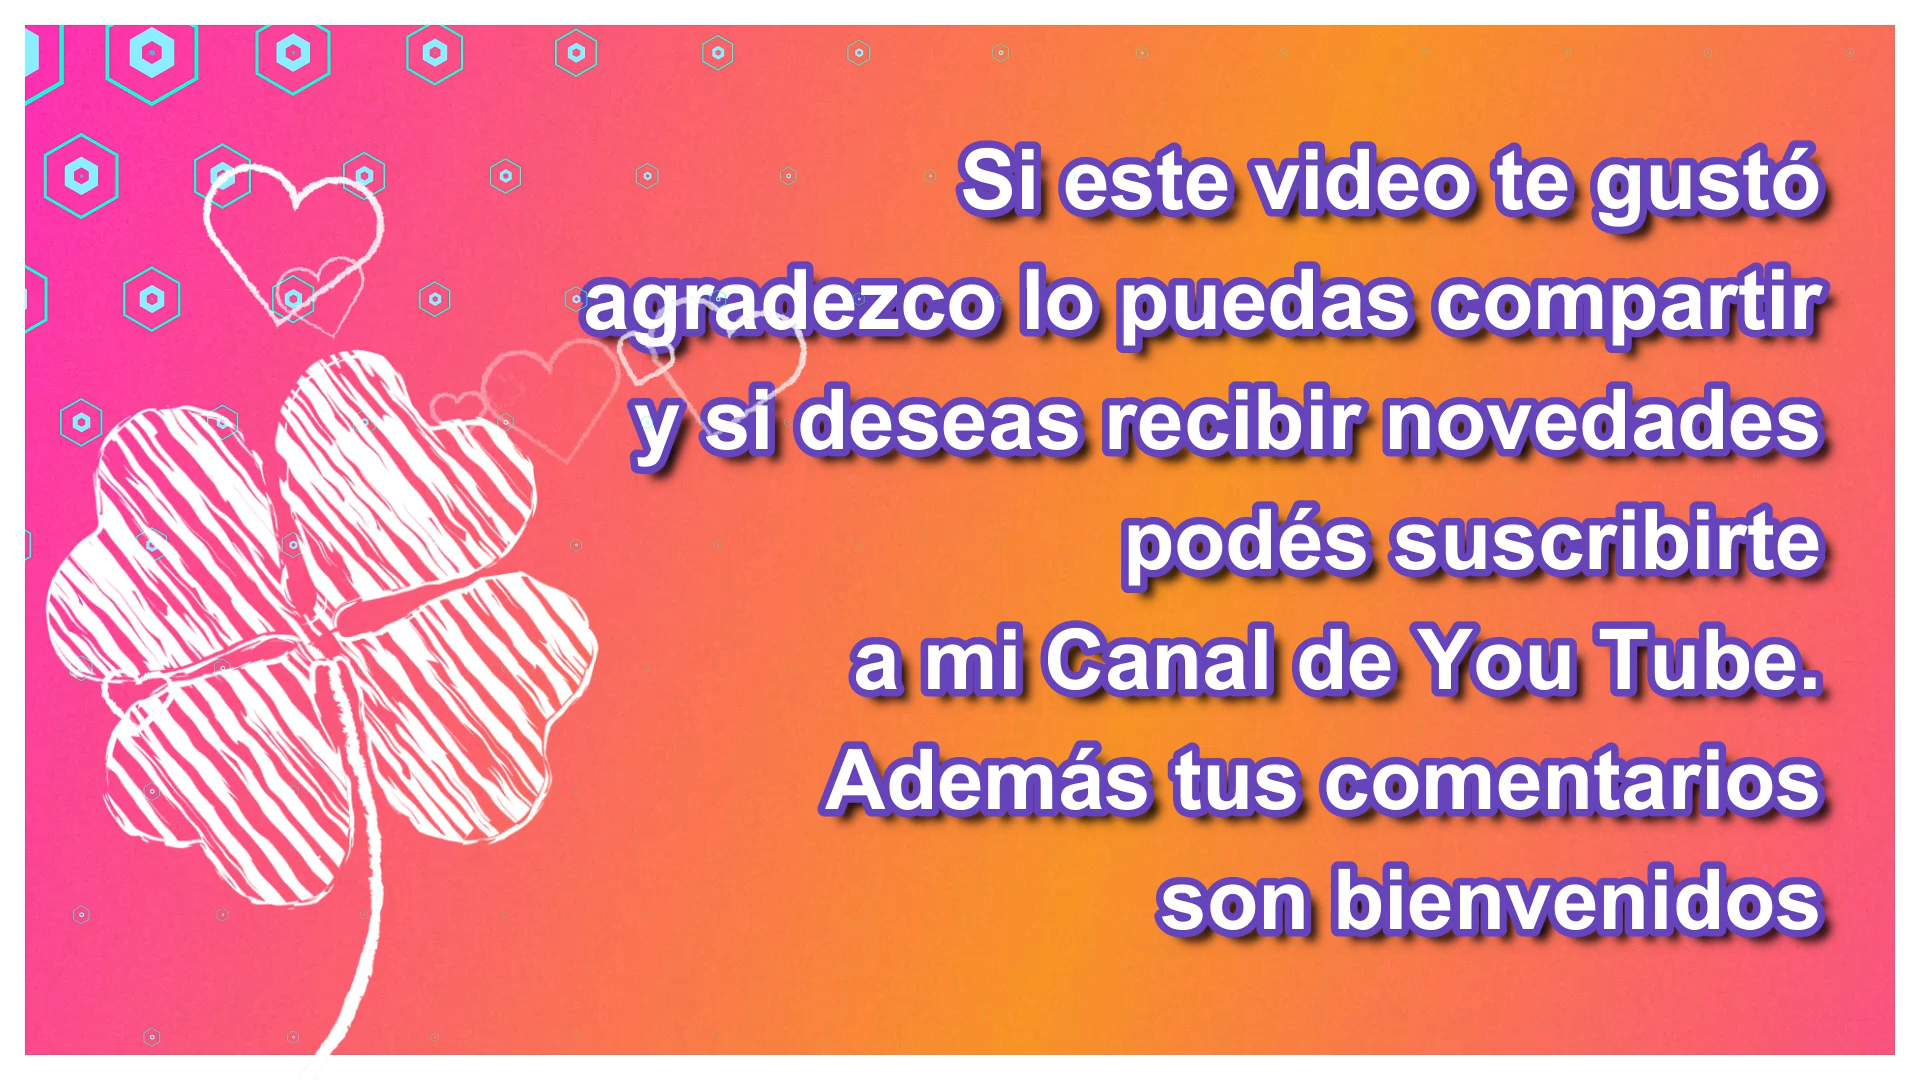 Si este video te gustó
agradezco lo puedas compartir
y si deseas recibir novedades
podés suscribirte
a mi Canal de You Tube.
Además tus comentarios
son bienvenidos